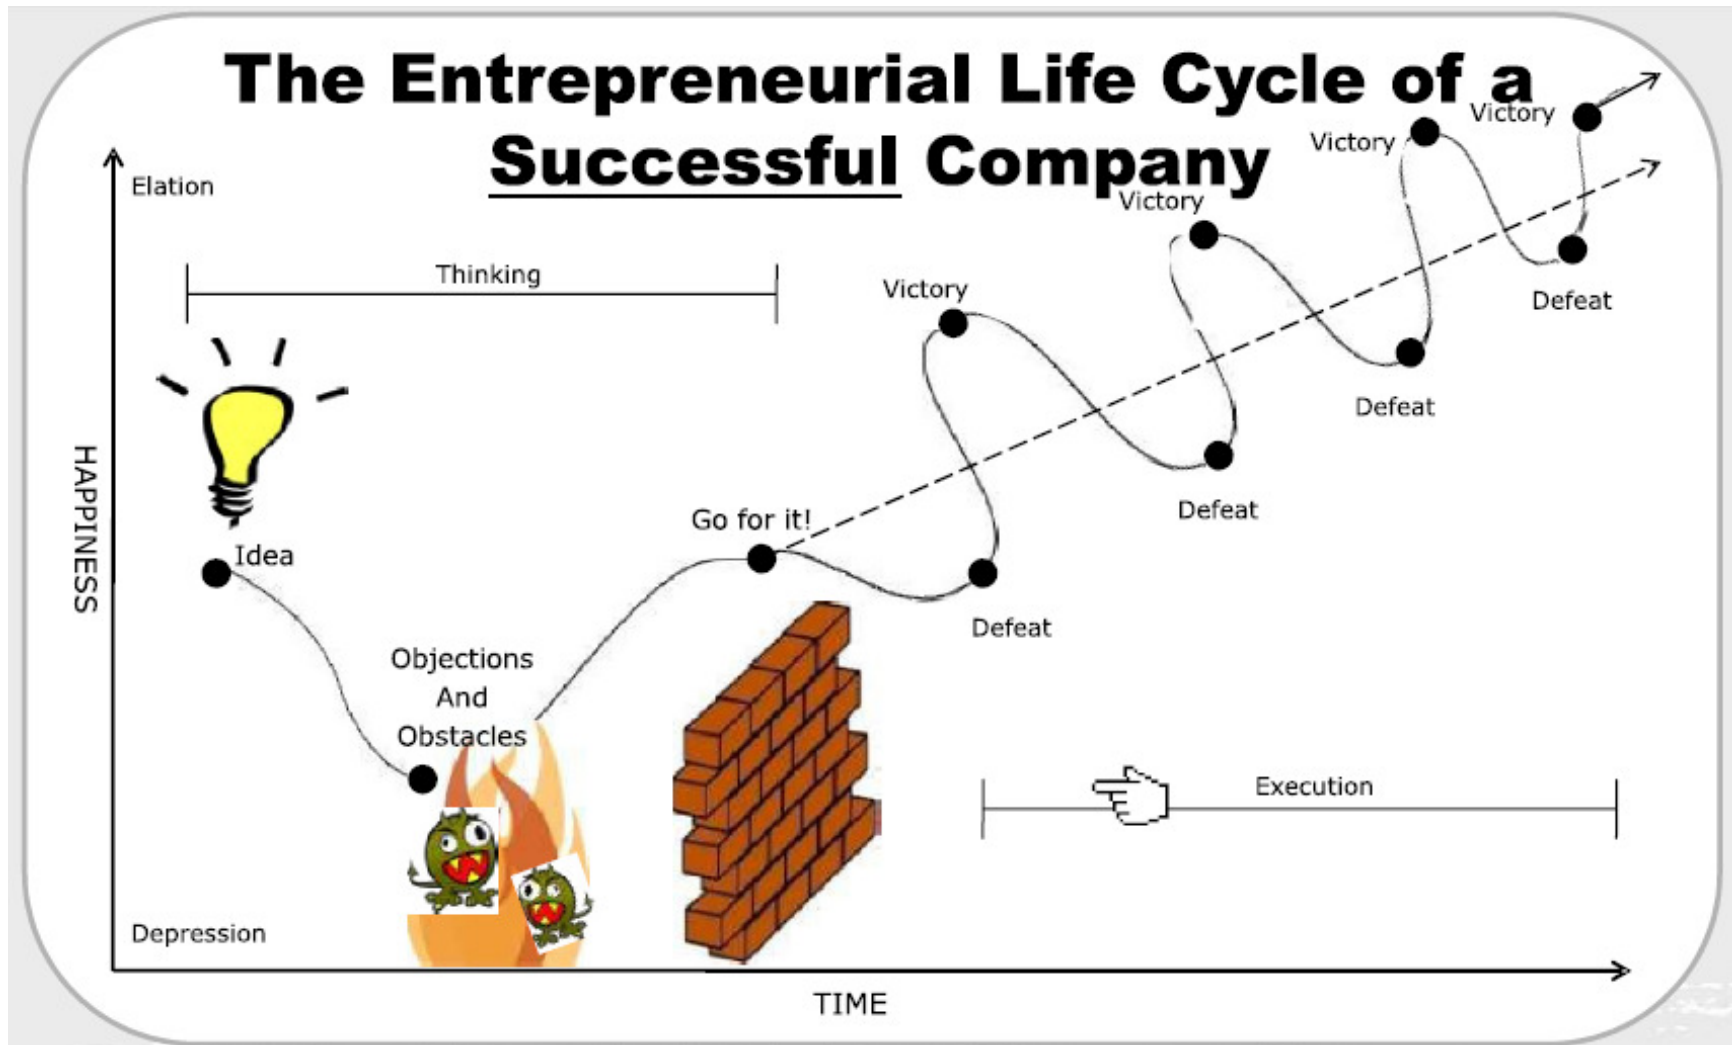 The Entrepreneurial Life Cycle of a
Successful Company
Elation
Thinking
HAPPINESS
Idea
Objections
And
Obstacles
Go for it!
Defeat
Victory
Defeat
Victory
Defeat
Victory
Defeat
Victory
Execution
Depression
TIME